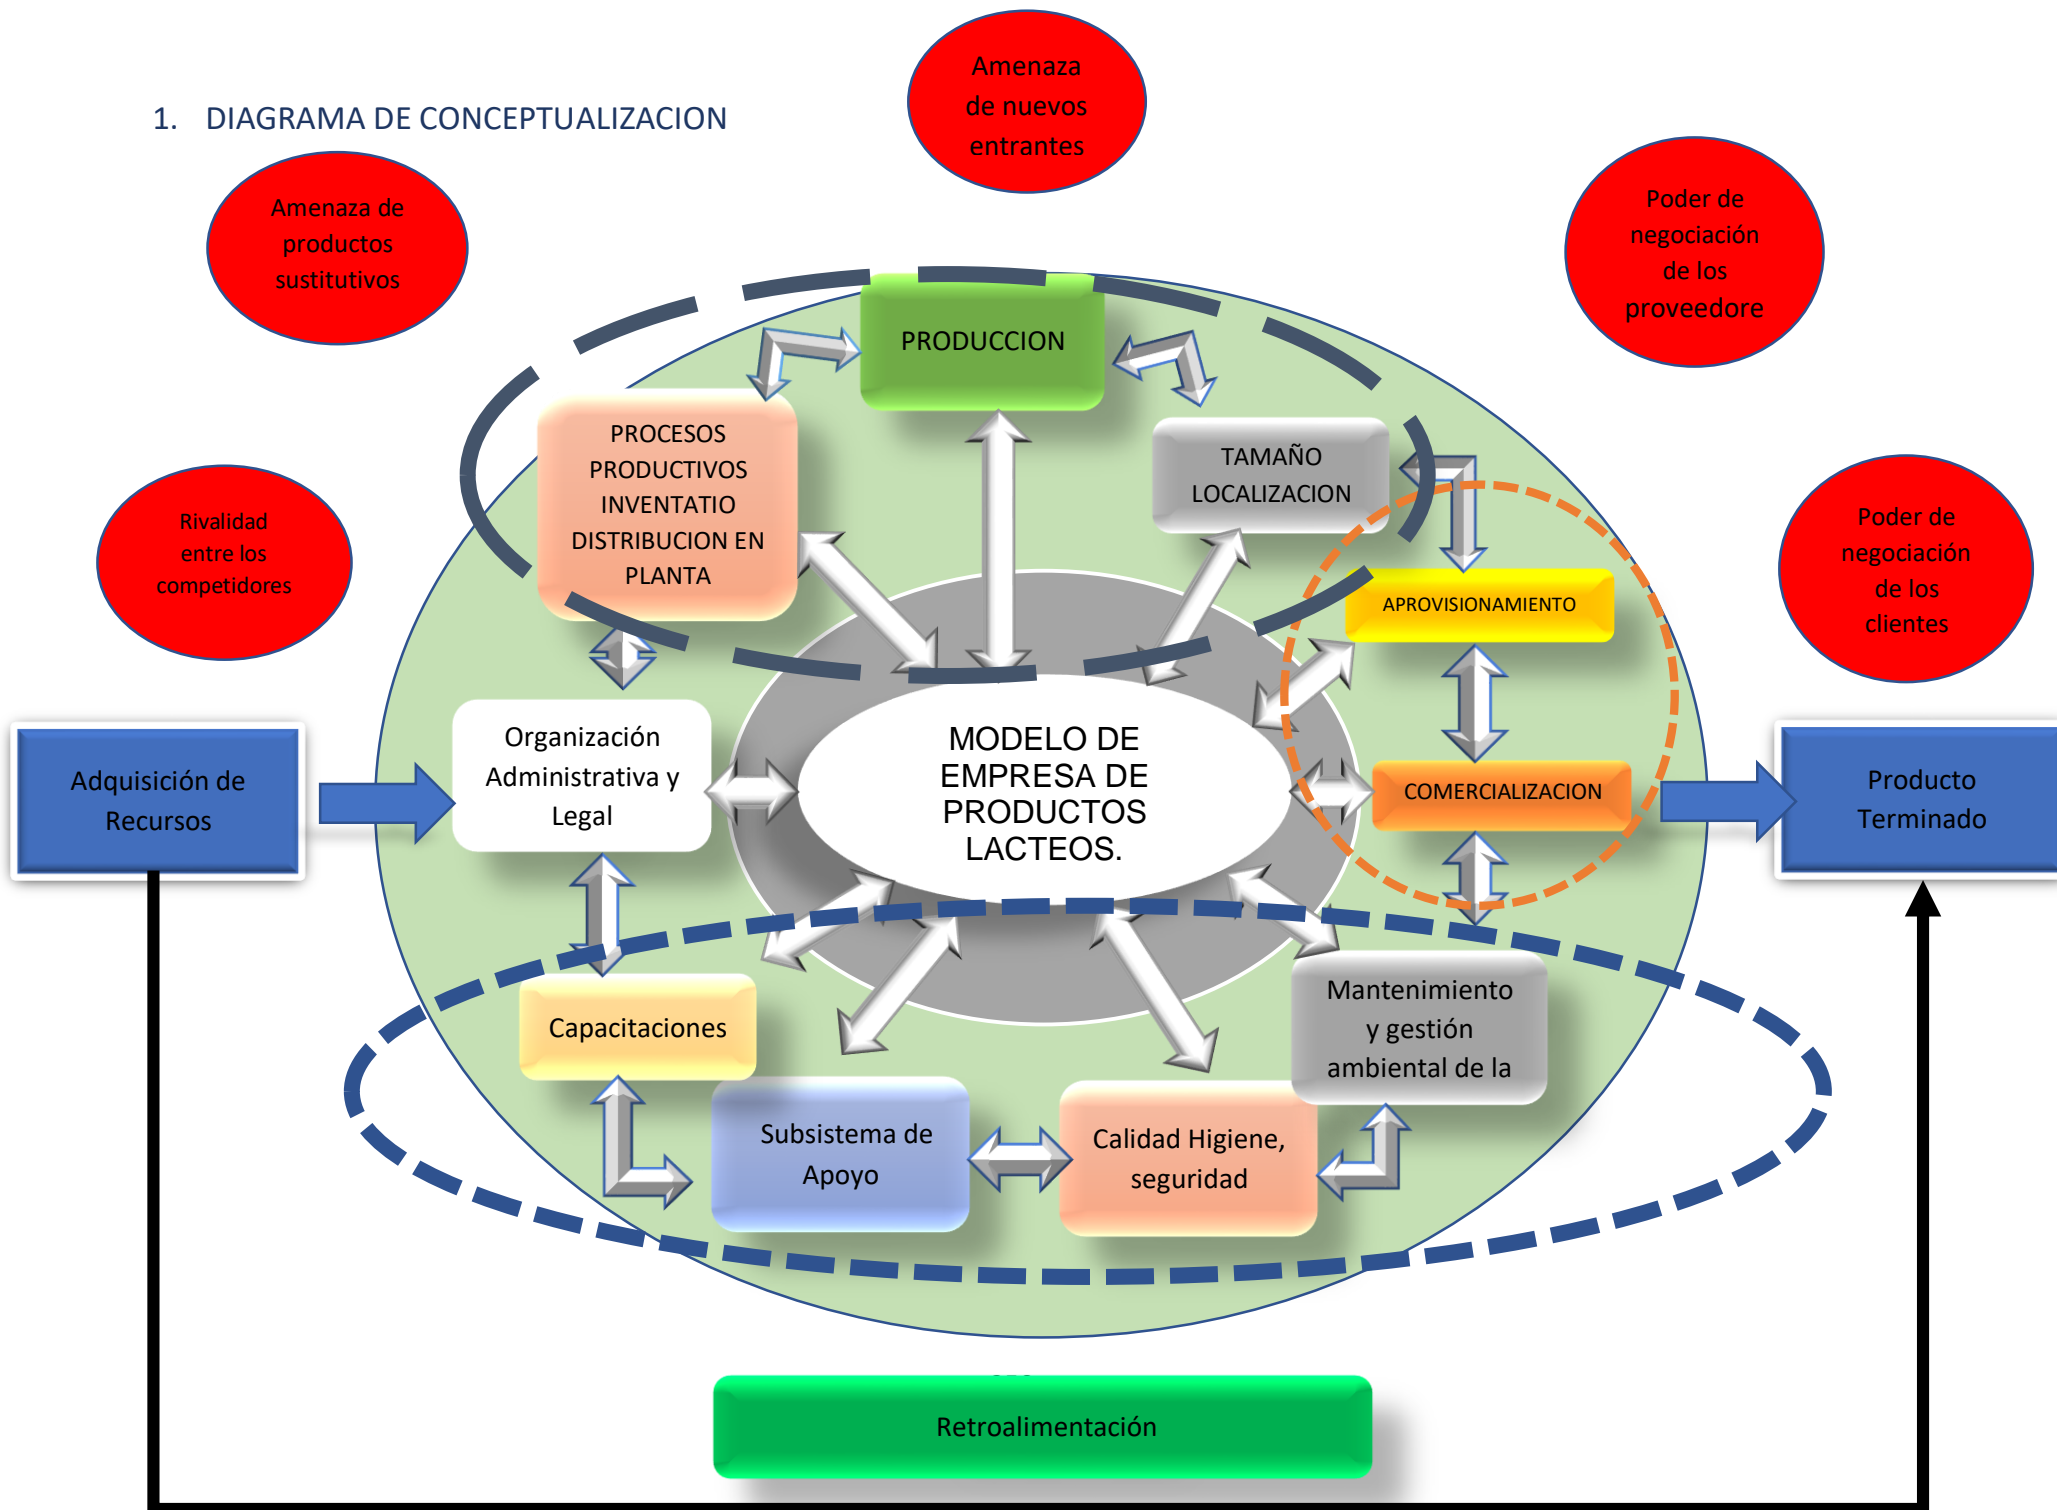 1. DIAGRAMA DE CONCEPTUALIZACION
Amenaza
de nuevos
entrantes
Amenaza de
productos
sustitutivos
Poder de
negociación
de los
proveedore
Rivalidad
entre los
competidores
Poder de
negociación
de los
clientes
PRODUCCION
PROCESOS
PRODUCTIVOS
INVENTATIO
DISTRIBUCION EN
PLANTA
TAMAÑO
LOCALIZACION
APROVISIONAMIENTO
Adquisición de
Recursos
Organización
Administrativa y
Legal
MODELO DE
EMPRESA DE
PRODUCTOS
LACTEOS.
COMERCIALIZACION
Producto
Terminado
Capacitaciones
Mantenimiento
y gestión
ambiental de la
Subsistema de
Apoyo
Calidad Higiene,
seguridad
Retroalimentación